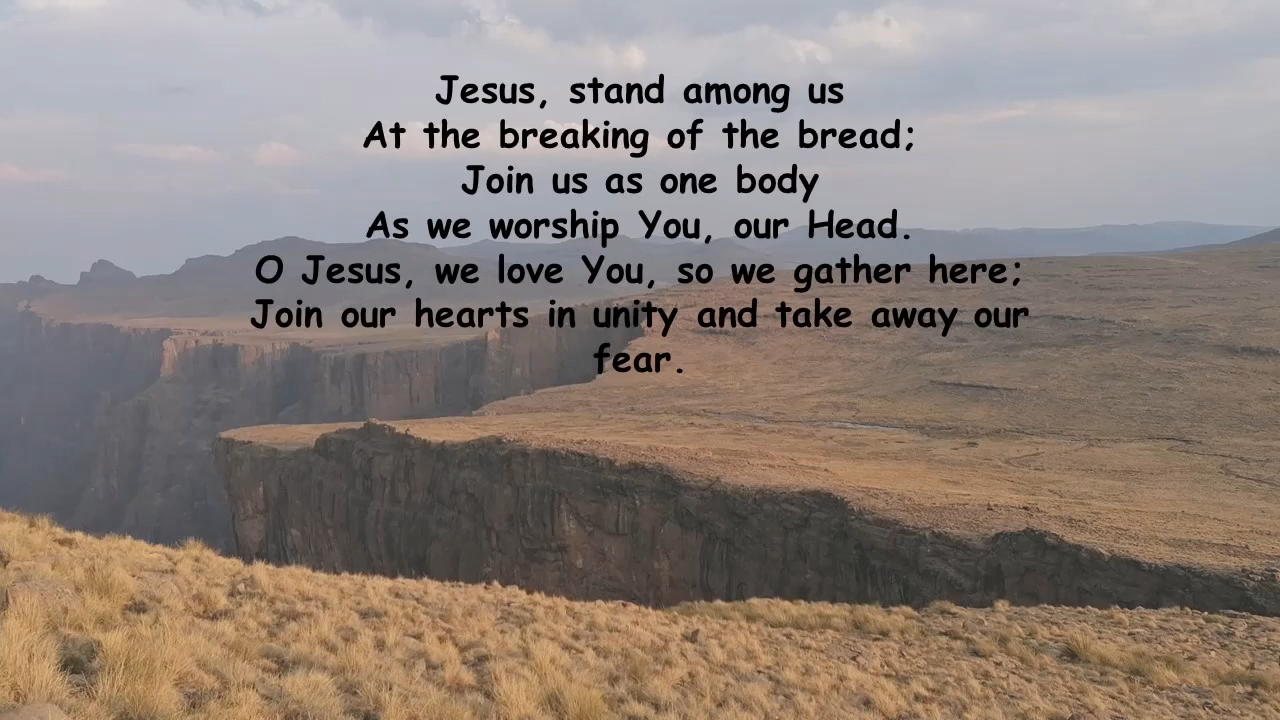 Jesus, stand among us
At the breaking of the bread;
Join us as one body
As we worship You, our Head.
O Jesus, we love You, so we gather here;
Join our hearts in unity and take away our
fear.